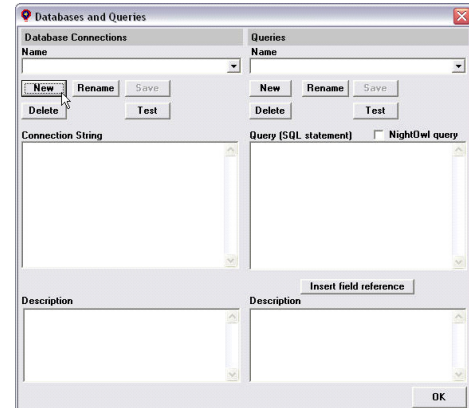 Databases and Queries
Database Connections
Name
New Rename Save
Delete Test
Connection String
Description
Queries
Name
New Rename Save
Delete Test
Query (SQL statement) NightOwl query
Insert field reference
Description
OK